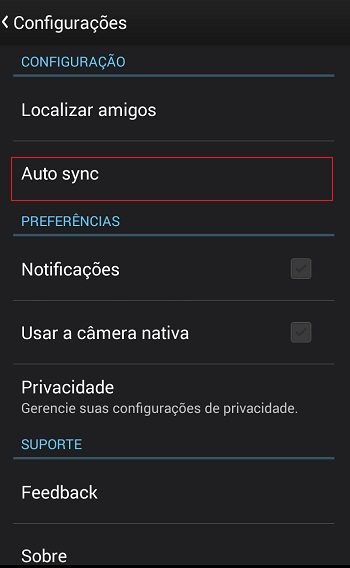 Configurações
CONFIGURAÇÃO
Localizar amigos
Auto sync
PREFERÊNCIAS
Notificações
Usar a câmera nativa
Privacidade
Gerencie suas configurações de privacidade.
SUPORTE
Feedback
Sobre